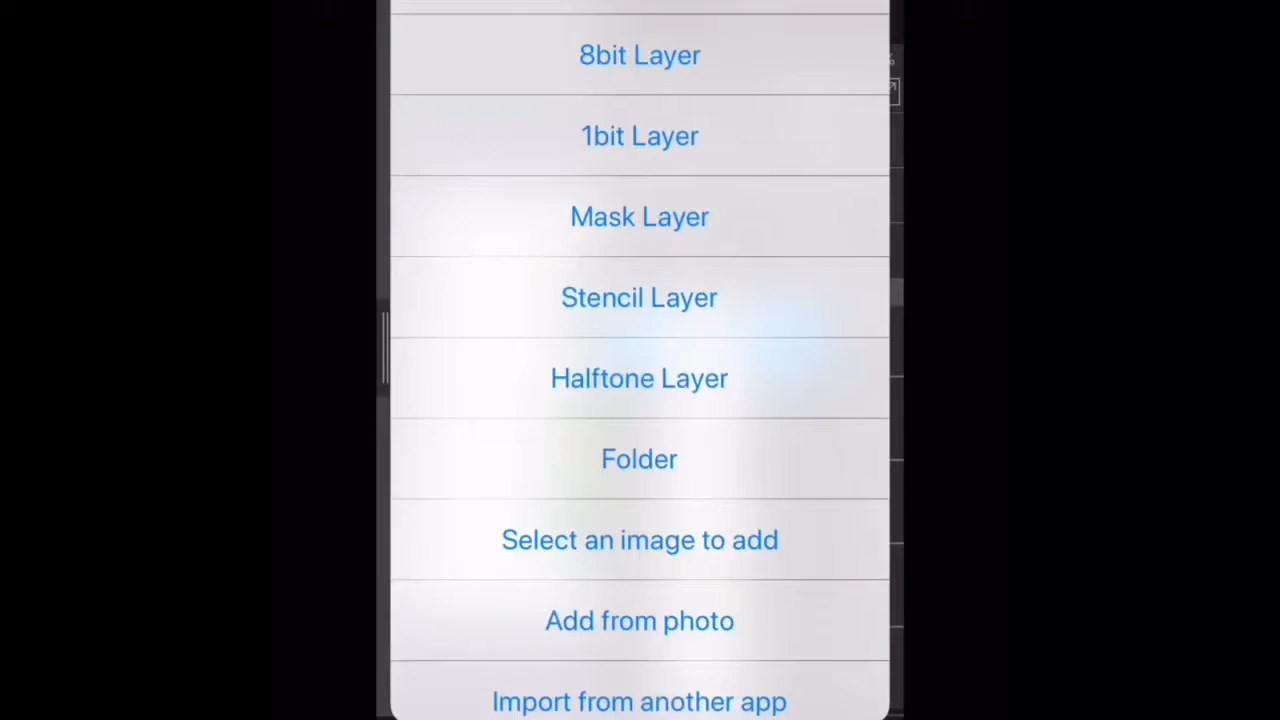 %
8bit Layer
1bit Layer
Mask Layer
Stencil Layer
Halftone Layer
Folder
Select an image to add
Add from photo
Import from another app